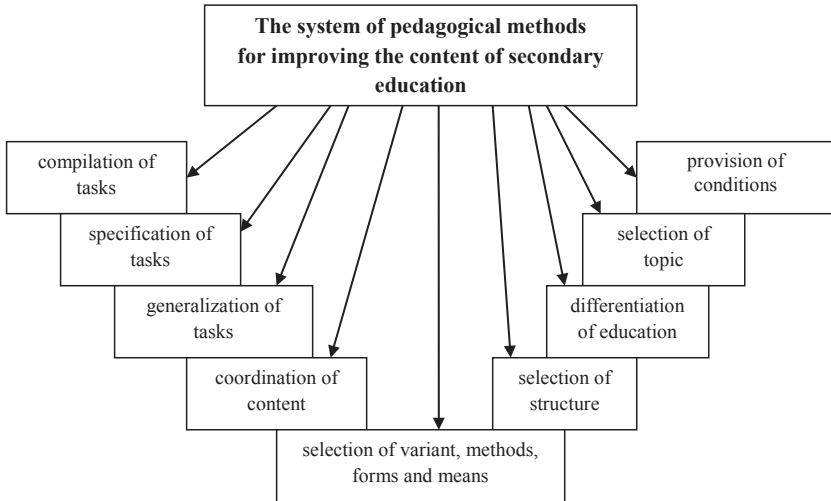 The system of pedagogical methods
for improving the content of secondary
education
compilation of
tasks
provision of
conditions
specification of
tasks
selection of
topic
generalization of
tasks
differentiation
of education
coordination of
content
selection of
structure
selection of variant, methods,
forms and means